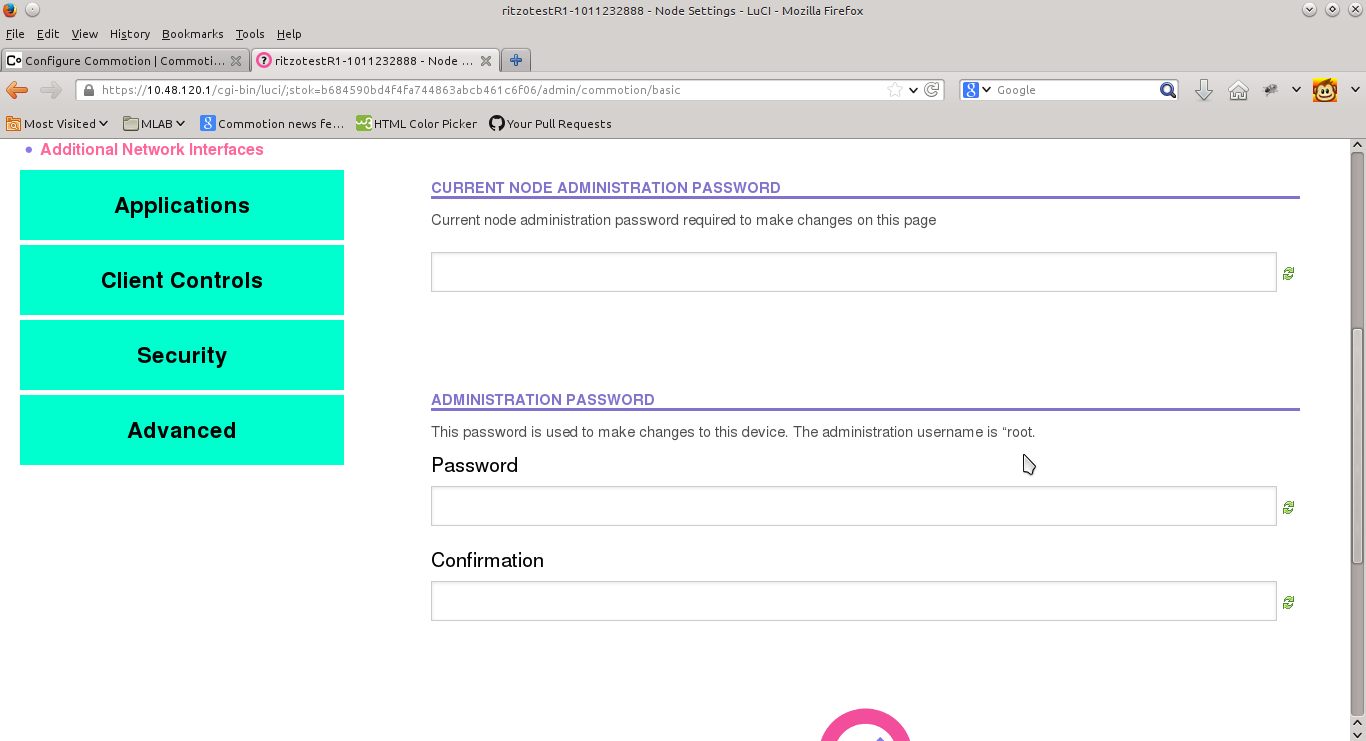 ritzotestR1-1011232888 - Node Settings - LuCI - Mozilla Firefox
File Edit View History Bookmarks Tools Help
Configure Commotion | Commoti... ritzotestR1-1011232888 - Node ...
https://10.48.120.1/cgi-bin/luci/;stok=b684590bd4f4fa744863abcb461c6f06/admin/commotion/basic Google
Most Visited MLAB Commotion news fe... HTML Color Picker Your Pull Requests
Additional Network Interfaces
Applications
Client Controls
Security
Advanced
CURRENT NODE ADMINISTRATION PASSWORD
Current node administration password required to make changes on this page
ADMINISTRATION PASSWORD
This password is used to make changes to this device. The administration username is “root.
Password
Confirmation